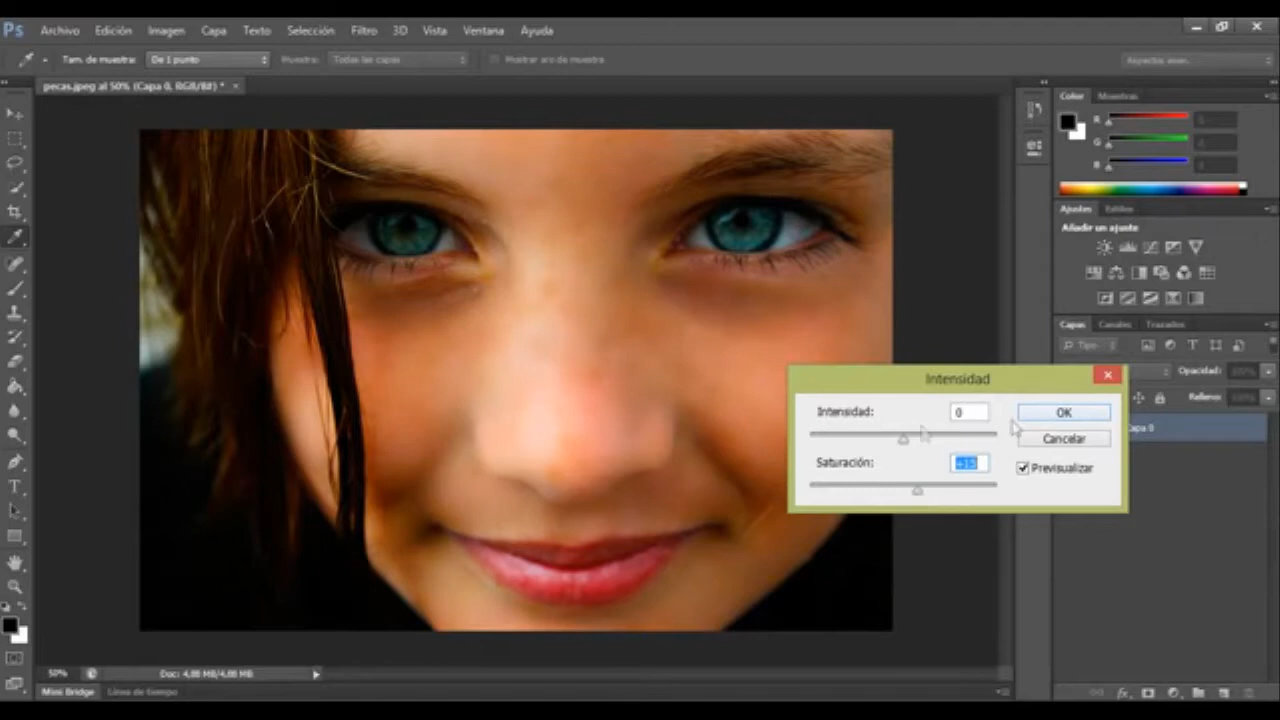 Ps Archivo Edición Imagen Capa Texto Selección Filtro 3D Vista Ventana Ayuda
Tam. de muestra: De 1 punto Muestra: Todas las capas Mostrar aro de muestra
pecas.jpeg al 50% (Capa 0, RGB/8#) * ×
Color Muestras
R
G
B
Ajustes Estilos
Añadir un ajuste
Capas Canales Trazados
Tipo
Opacidad: 100%
Relleno: 100%
Capa 0
Intensidad
Intensidad: 0 OK
Cancelar
Saturación: +15 Previsualizar
50% Doc: 4,88 MB/4,88 MB
Mini Bridge Línea de tiempo